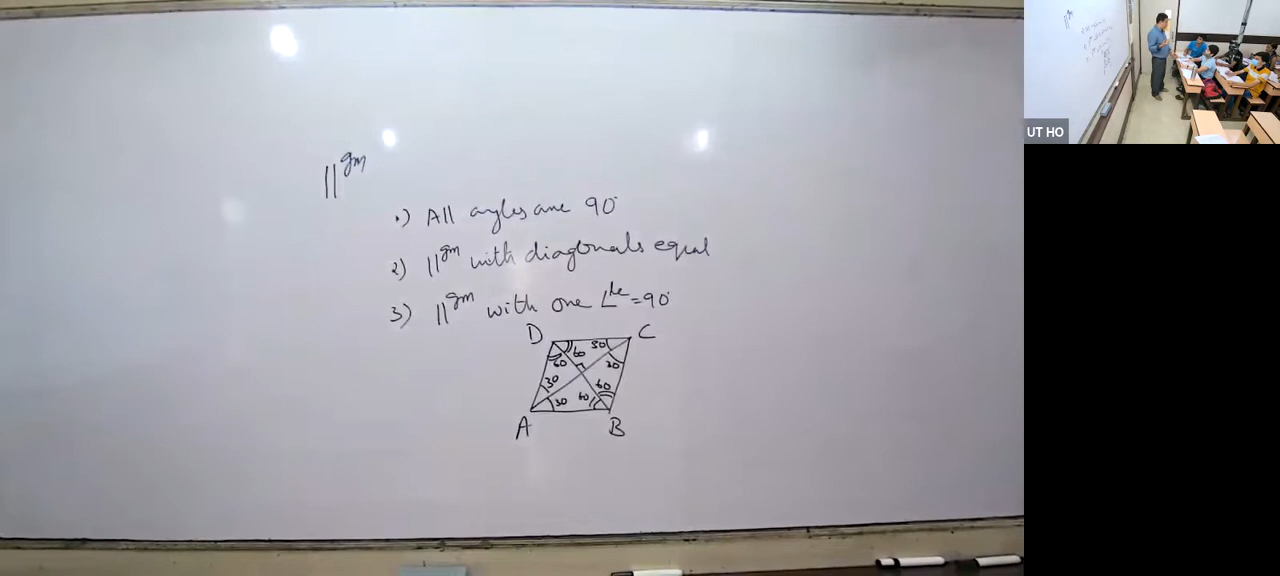 ||gm
1) All angles are 90°
2) ||gm with diagonals equal
3) ||gm with one Lle = 90°
D C
60 30
60 30
30 60
30 60
A B
UT HO